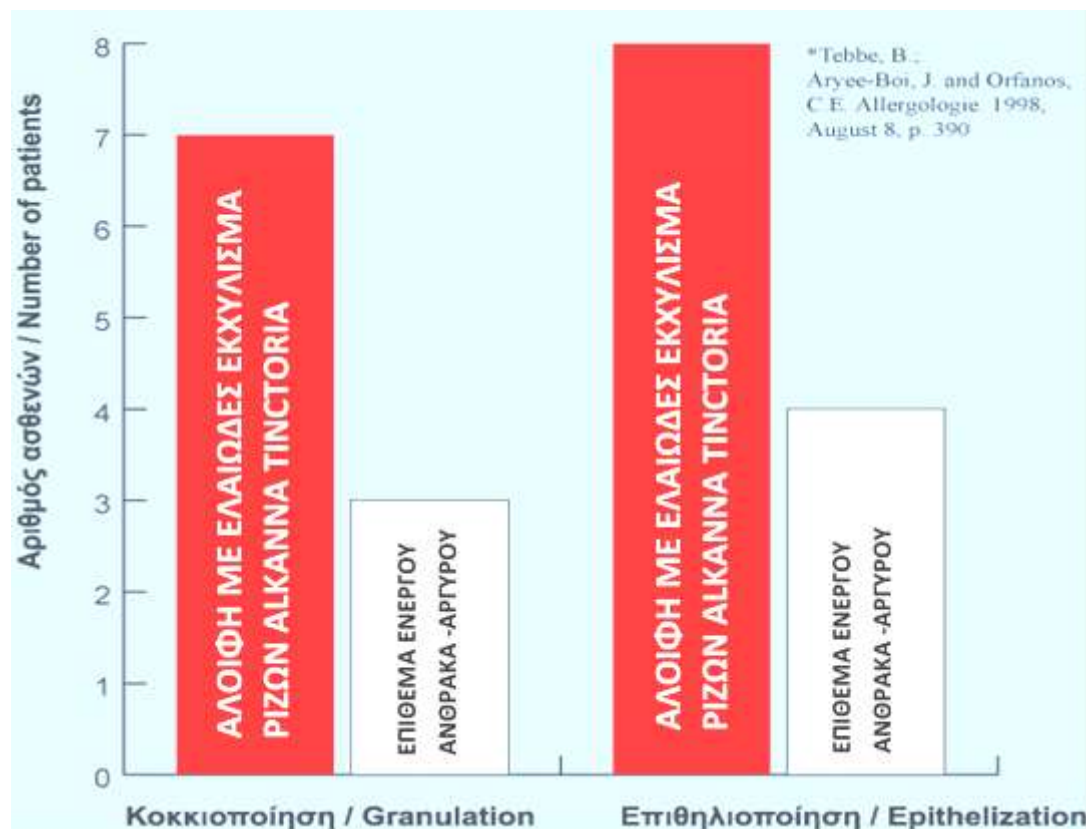 8
7
6
5
4
3
2
1
0
Αριθμός ασθενών / Number of patients
*Tebbe, B.;
Aryee-Boi, J. and Orfanos,
C.E. Allergologie. 1998,
August 8, p. 390
ΑΛΟΙΦΗ ΜΕ ΕΛΑΙΩΔΕΣ ΕΚΧΥΛΙΣΜΑ
ΡΙΖΩΝ ALKANNA TINCTORIA
ΕΠΙΘΕΜΑ ΕΝΕΡΓΟΥ
ΑΝΘΡΑΚΑ -ΑΡΓΥΡΟΥ
ΑΛΟΙΦΗ ΜΕ ΕΛΑΙΩΔΕΣ ΕΚΧΥΛΙΣΜΑ
ΡΙΖΩΝ ALKANNA TINCTORIA
ΕΠΙΘΕΜΑ ΕΝΕΡΓΟΥ
ΑΝΘΡΑΚΑ -ΑΡΓΥΡΟΥ
Κοκκιοποίηση / Granulation
Επιθηλιοποίηση / Epithelization